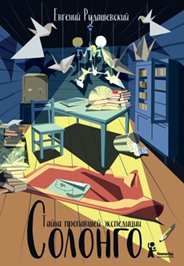 Евгений Рудашевский
Тайна пропавшей экспедиции
Солонго